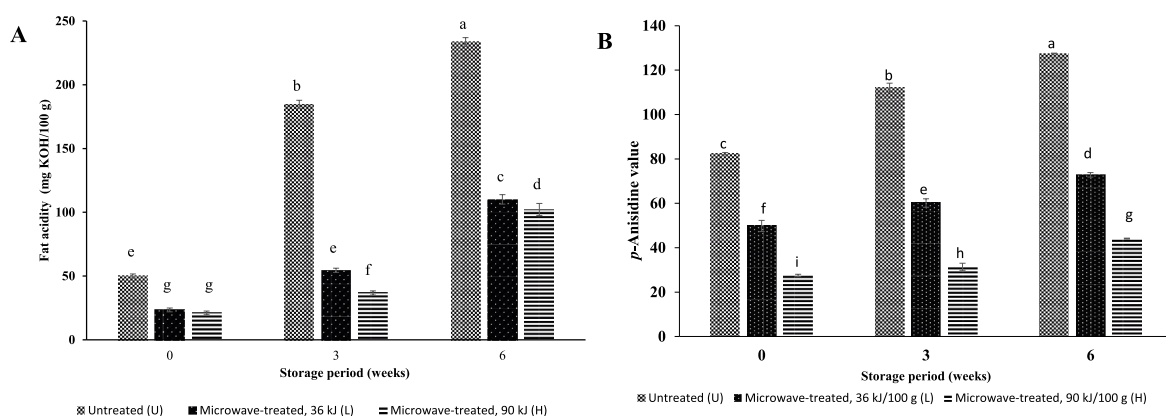 A
Fat acidity (mg KOH/100 g)
250
200
150
100
50
0
e
g
g
b
e
f
a
c
d
0
3
6
Storage period (weeks)
Untreated (U)
Microwave-treated, 36 kJ (L)
Microwave-treated, 90 kJ (H)
B
p-Anisidine value
140
120
100
80
60
40
20
0
c
f
i
b
e
h
a
d
g
0
3
6
Storage period (weeks)
Untreated (U)
Microwave-treated, 36 kJ/100 g (L)
Microwave-treated, 90 kJ/100 g (H)